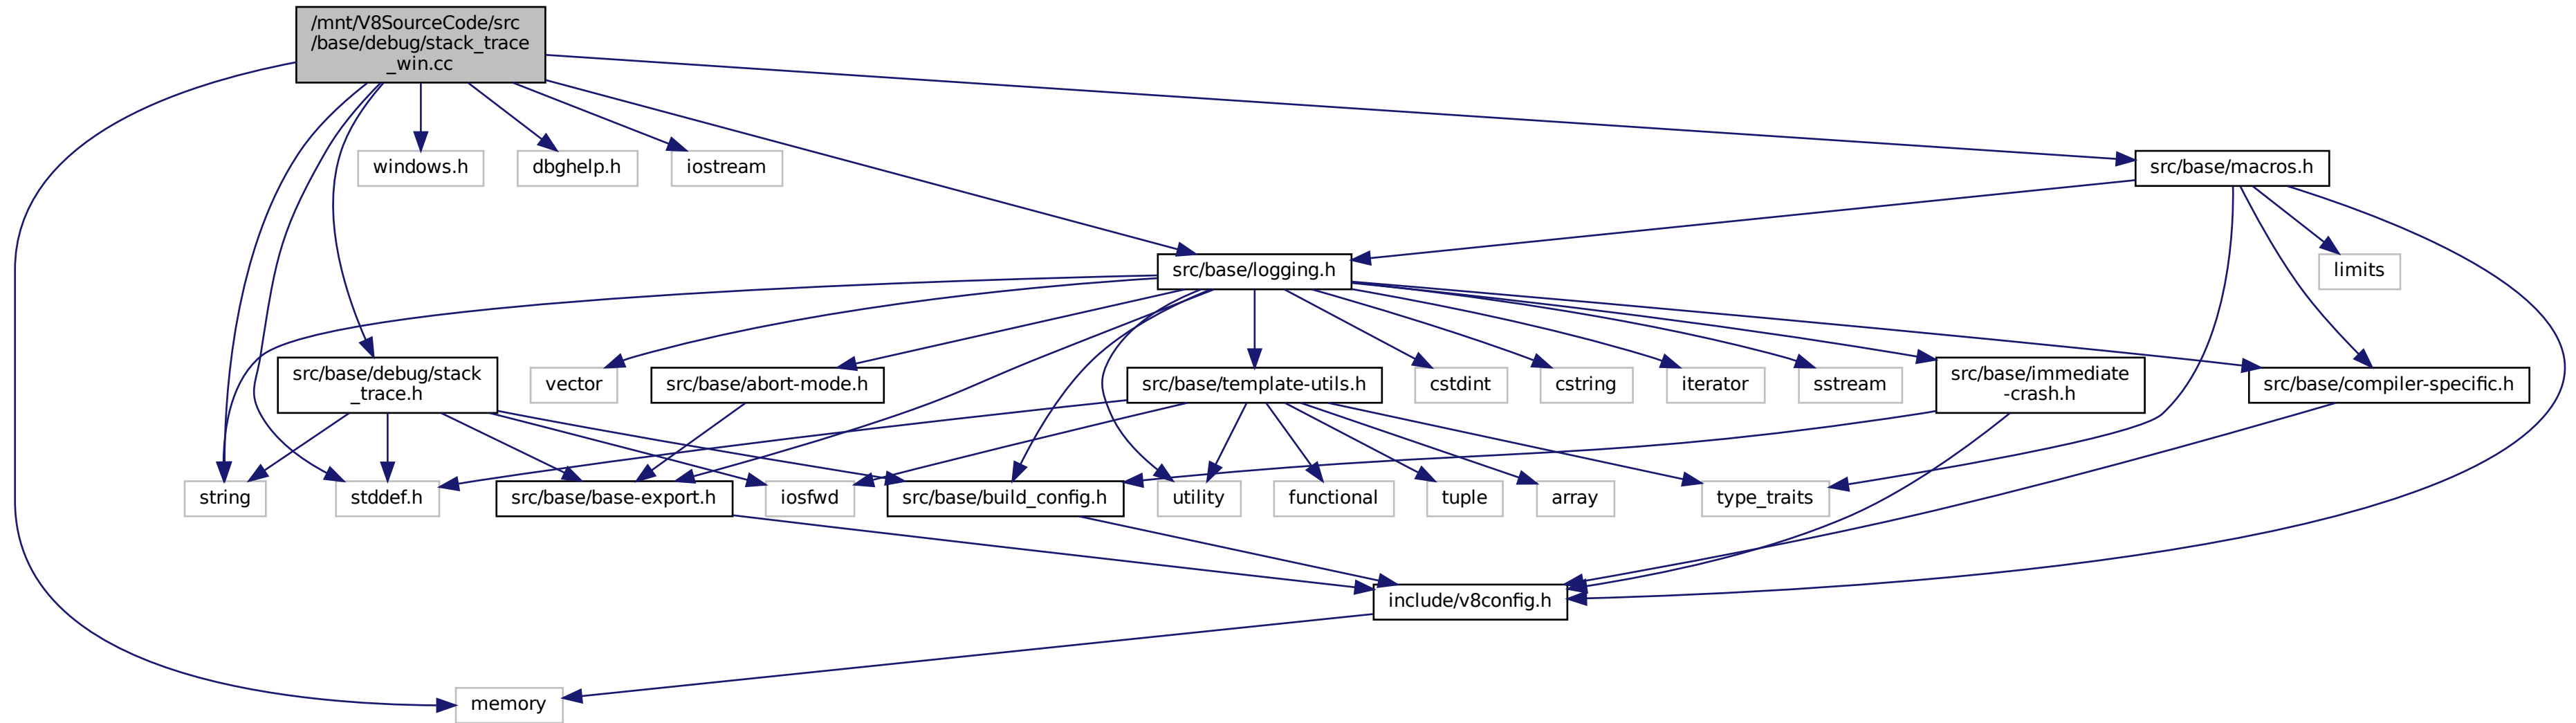 /mnt/V8SourceCode/src
/base/debug/stack_trace
_win.cc
windows.h
dbghelp.h
iostream
src/base/macros.h
src/base/logging.h
limits
src/base/debug/stack
_trace.h
vector
src/base/abort-mode.h
src/base/template-utils.h
cstdint
cstring
iterator
sstream
src/base/immediate
-crash.h
src/base/compiler-specific.h
string
stddef.h
src/base/base-export.h
iosfwd
src/base/build_config.h
utility
functional
tuple
array
type_traits
include/v8config.h
memory